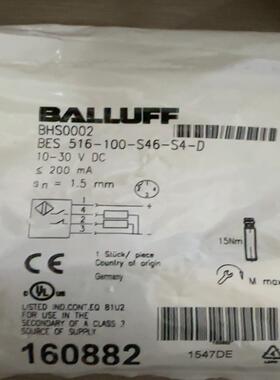 BALLUFF
BHS0002
BES 516-100-S46-S4-D
10-30 V DC
≤ 200 mA
sn = 1.5 mm
1
4
2
3
15Nm
1 Stück/ piece
Country of origin
Germany
M max
CE
UL
LISTED IND.CONT.EQ 81U2
FOR USE IN THE
SECONDARY OF A CLASS 2
SOURCE OF SUPPLY
160882
1547DE